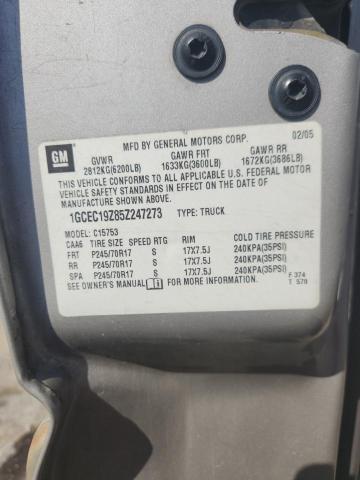 MFD BY GENERAL MOTORS CORP. 02/05
GM
GVWR GAWR FRT GAWR RR
2812KG(6200LB) 1633KG(3600LB) 1672KG(3686LB)
THIS VEHICLE CONFORMS TO ALL APPLICABLE U.S. FEDERAL MOTOR
VEHICLE SAFETY STANDARDS IN EFFECT ON THE DATE OF
MANUFACTURE SHOWN ABOVE.
1GCEC19Z85Z247273 TYPE: TRUCK
MODEL: C15753
CAA6 TIRE SIZE SPEED RTG RIM COLD TIRE PRESSURE
FRT P245/70R17 S 17X7.5J 240KPA(35PSI)
RR P245/70R17 S 17X7.5J 240KPA(35PSI)
SPA P245/70R17 S 17X7.5J 240KPA(35PSI)
SEE OWNER'S MANUAL FOR MORE INFORMATION. F 374
T 578